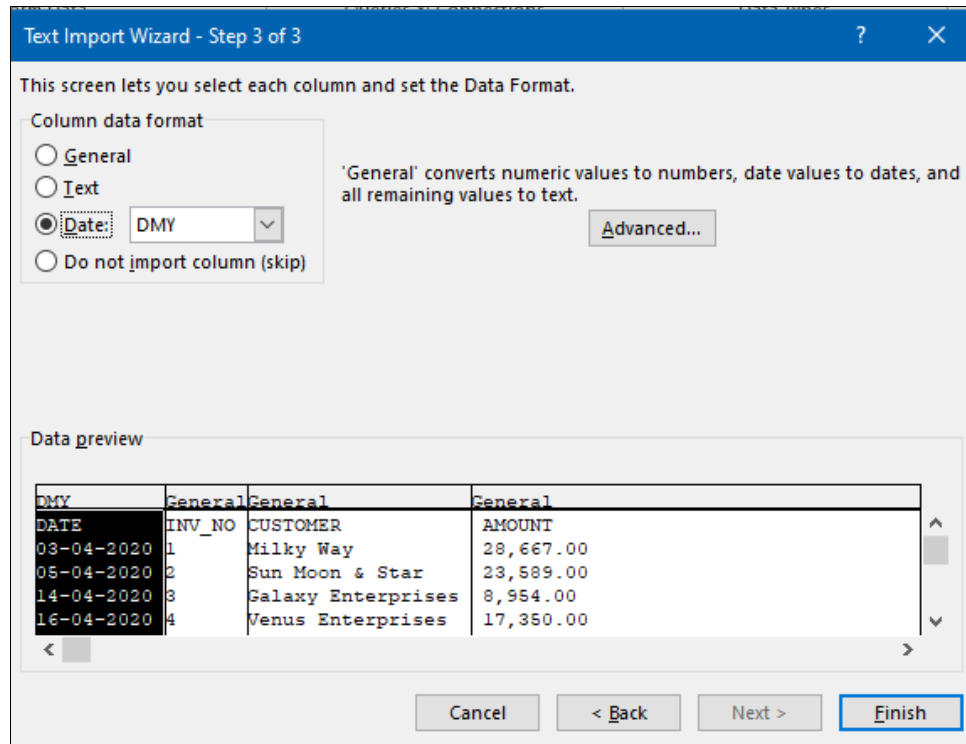 Text Import Wizard - Step 3 of 3 ? ×
This screen lets you select each column and set the Data Format.
Column data format
General
Text
Date: DMY
Do not import column (skip)
'General' converts numeric values to numbers, date values to dates, and
all remaining values to text.
Advanced...
Data preview
DMY General General General
DATE INV_NO CUSTOMER AMOUNT
03-04-2020 1 Milky Way 28,667.00
05-04-2020 2 Sun Moon & Star 23,589.00
14-04-2020 3 Galaxy Enterprises 8,954.00
16-04-2020 4 Venus Enterprises 17,350.00
Cancel < Back Next > Finish